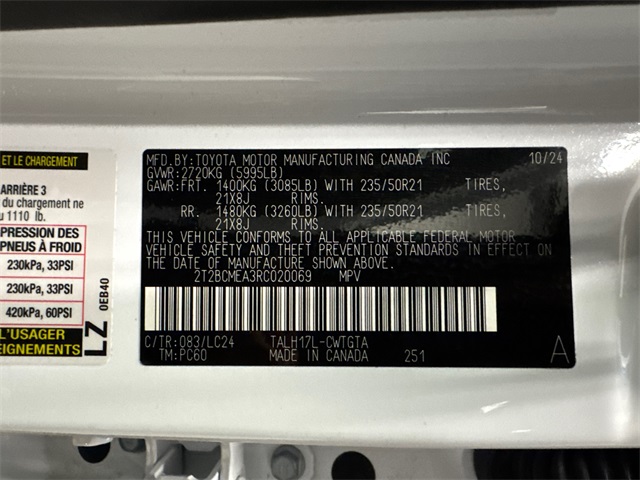 ET LE CHARGEMENT
ARRIÈRE 3
du chargement ne
1110 lb.
PRESSION DES
PNEUS À FROID
230kPa, 33PSI
230kPa, 33PSI
420kPa, 60PSI
L'USAGER
0EB40
LZ
MFD.BY:TOYOTA MOTOR MANUFACTURING CANADA INC 10/24
GVWR:2720KG (5995LB)
GAWR:FRT. 1400KG (3085LB) WITH 235/50R21 TIRES,
21X8J RIMS.
RR. 1480KG (3260LB) WITH 235/50R21 TIRES,
21X8J RIMS.
THIS VEHICLE CONFORMS TO ALL APPLICABLE FEDERAL MOTOR
VEHICLE SAFETY AND THEFT PREVENTION STANDARDS IN EFFECT ON
THE DATE OF MANUFACTURE SHOWN ABOVE.
2T2BCMEA3RC020069 MPV
C/TR:083/LC24 TALH17L-CWTGTA
TM:PC60 MADE IN CANADA 251 A